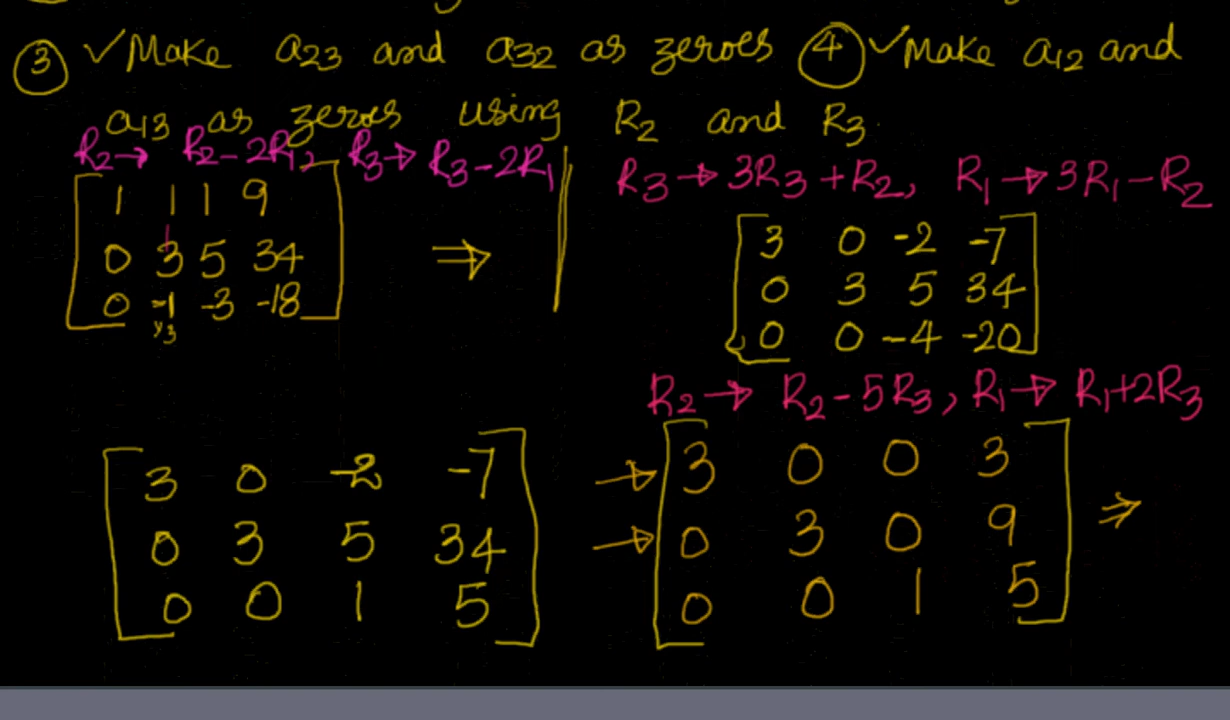 ③ ✓Make a23 and a32 as zeroes ④ ✓Make a12 and
a13 as zeroes using R2 and R3.
R2→ R2-2R1, R3→ R3-2R1
1 1 1 9
0 3 5 34
0 -1 -3 -18
⇒
R3→3R3+R2, R1→3R1-R2
3 0 -2 -7
0 3 5 34
0 0 -4 -20
R2→ R2-5R3, R1→ R1+2R3
3 0 -2 -7
0 3 5 34
0 0 1 5
→ 3 0 0 3
→ 0 3 0 9
0 0 1 5
⇒